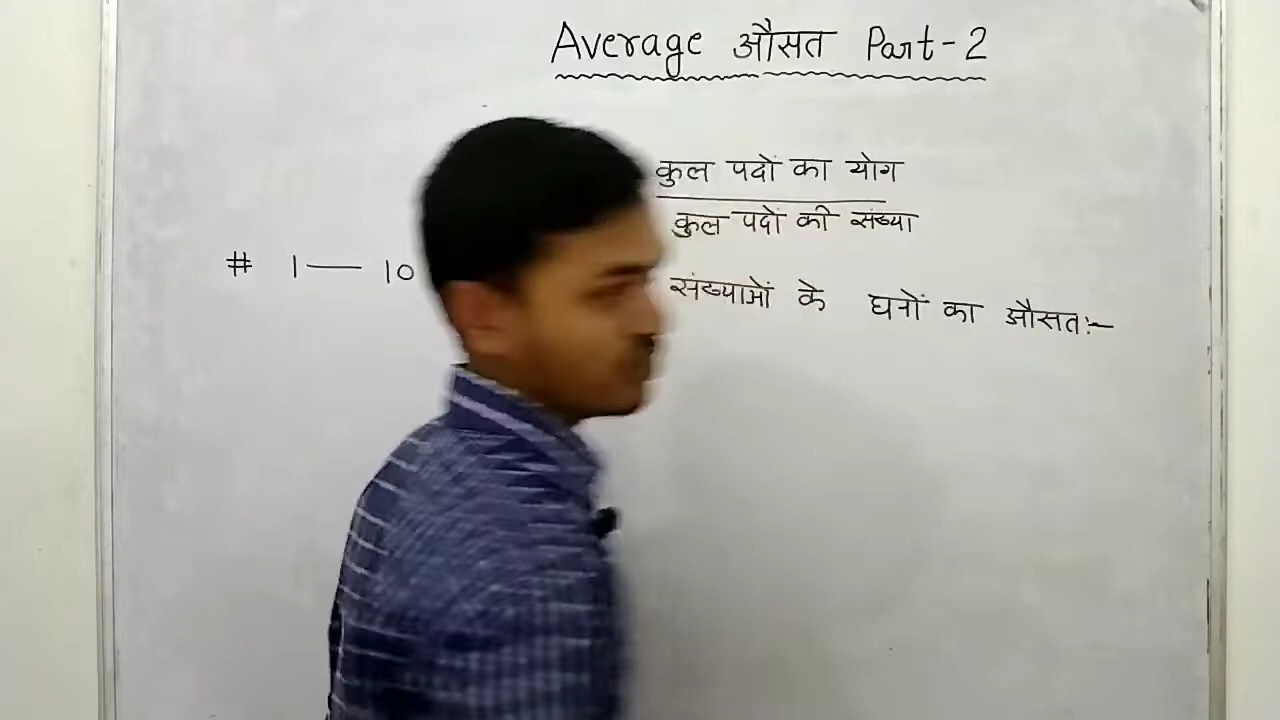 Average औसत Part-2
कुल पदों का योग
कुल पदों की संख्या
# 1 — 10 संख्याओं के घनों का औसत:-